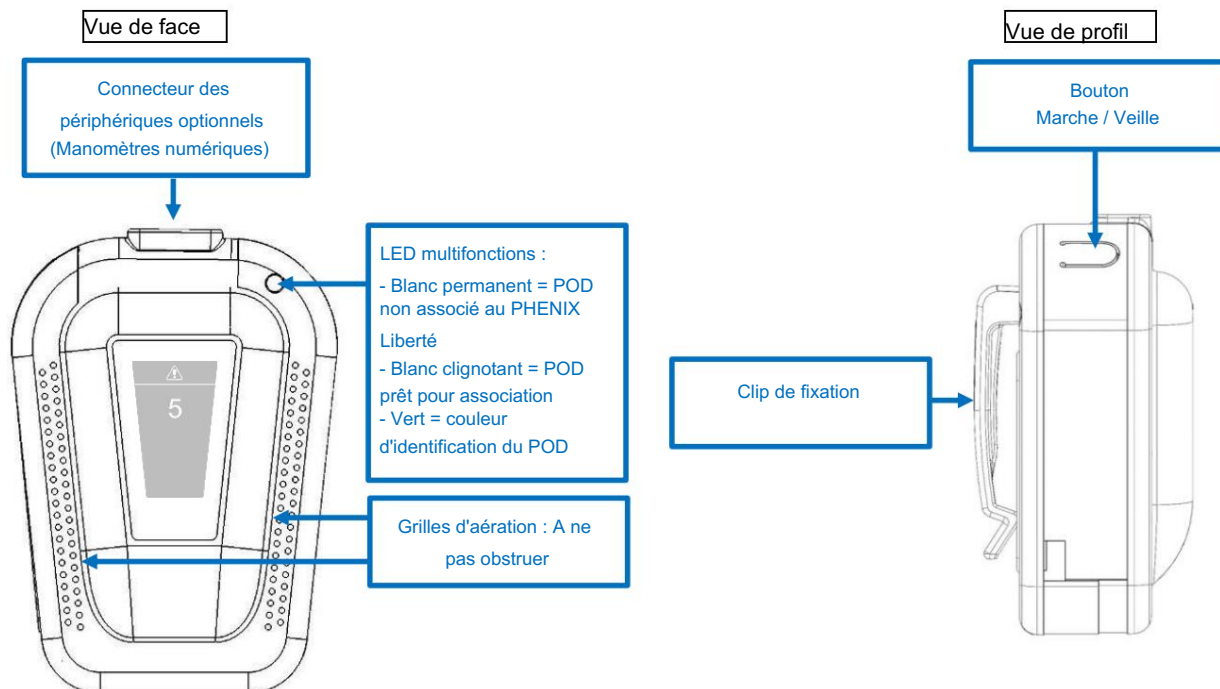 Vue de face
Vue de profil
Connecteur des
périphériques optionnels
(Manomètres numériques)
Bouton
Marche / Veille
LED multifonctions :
- Blanc permanent = POD
non associé au PHENIX
Liberté
- Blanc clignotant = POD
prêt pour association
- Vert = couleur
d'identification du POD
5
Clip de fixation
Grilles d'aération : A ne
pas obstruer